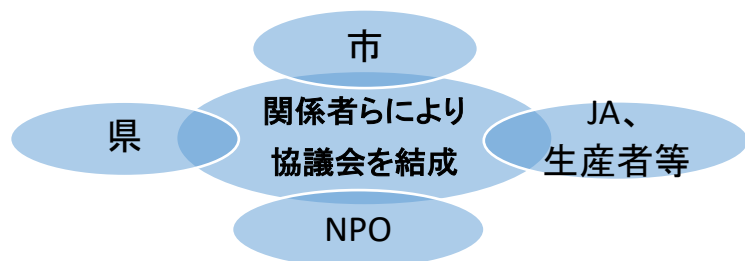 市
関係者らにより
協議会を結成
県
JA、
生産者等
NPO